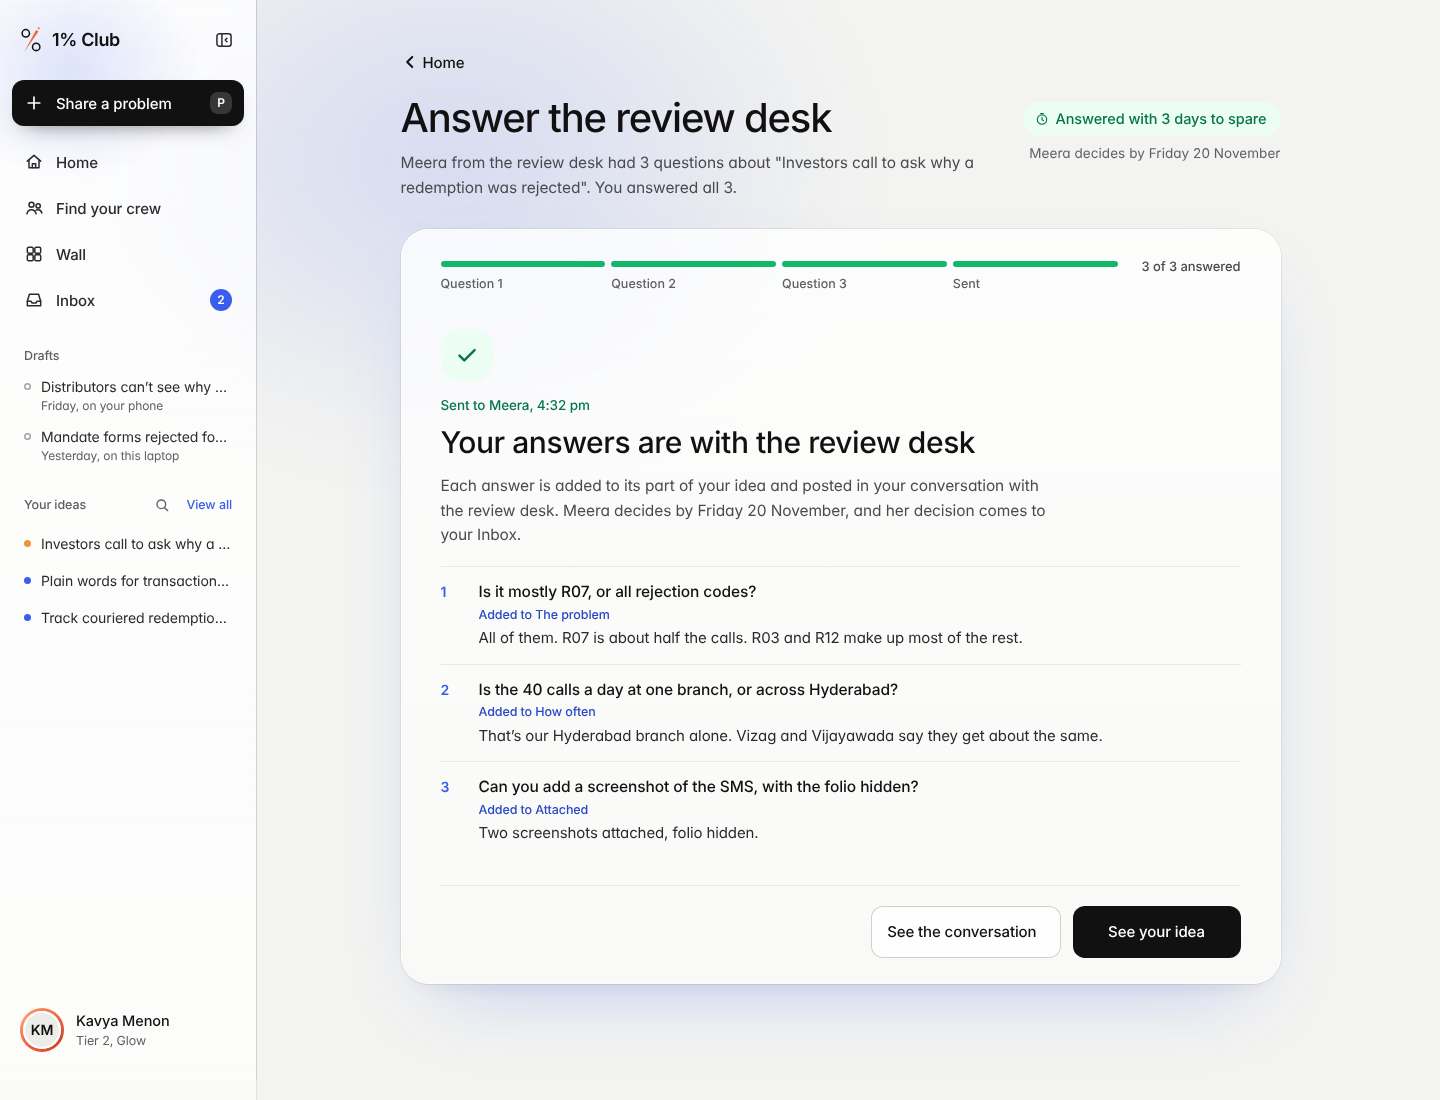 1% Club
Share a problem P
Home
Find your crew
Wall
Inbox 2
Drafts
Distributors can't see why ...
Friday, on your phone
Mandate forms rejected fo...
Yesterday, on this laptop
Your ideas View all
Investors call to ask why a ...
Plain words for transaction...
Track couriered redemptio...
KM
Kavya Menon
Tier 2, Glow
Home
Answer the review desk
Meera from the review desk had 3 questions about "Investors call to ask why a
redemption was rejected". You answered all 3.
Answered with 3 days to spare
Meera decides by Friday 20 November
Question 1
Question 2
Question 3
Sent
3 of 3 answered
Sent to Meera, 4:32 pm
Your answers are with the review desk
Each answer is added to its part of your idea and posted in your conversation with
the review desk. Meera decides by Friday 20 November, and her decision comes to
your Inbox.
1 Is it mostly R07, or all rejection codes?
Added to The problem
All of them. R07 is about half the calls. R03 and R12 make up most of the rest.
2 Is the 40 calls a day at one branch, or across Hyderabad?
Added to How often
That's our Hyderabad branch alone. Vizag and Vijayawada say they get about the same.
3 Can you add a screenshot of the SMS, with the folio hidden?
Added to Attached
Two screenshots attached, folio hidden.
See the conversation
See your idea